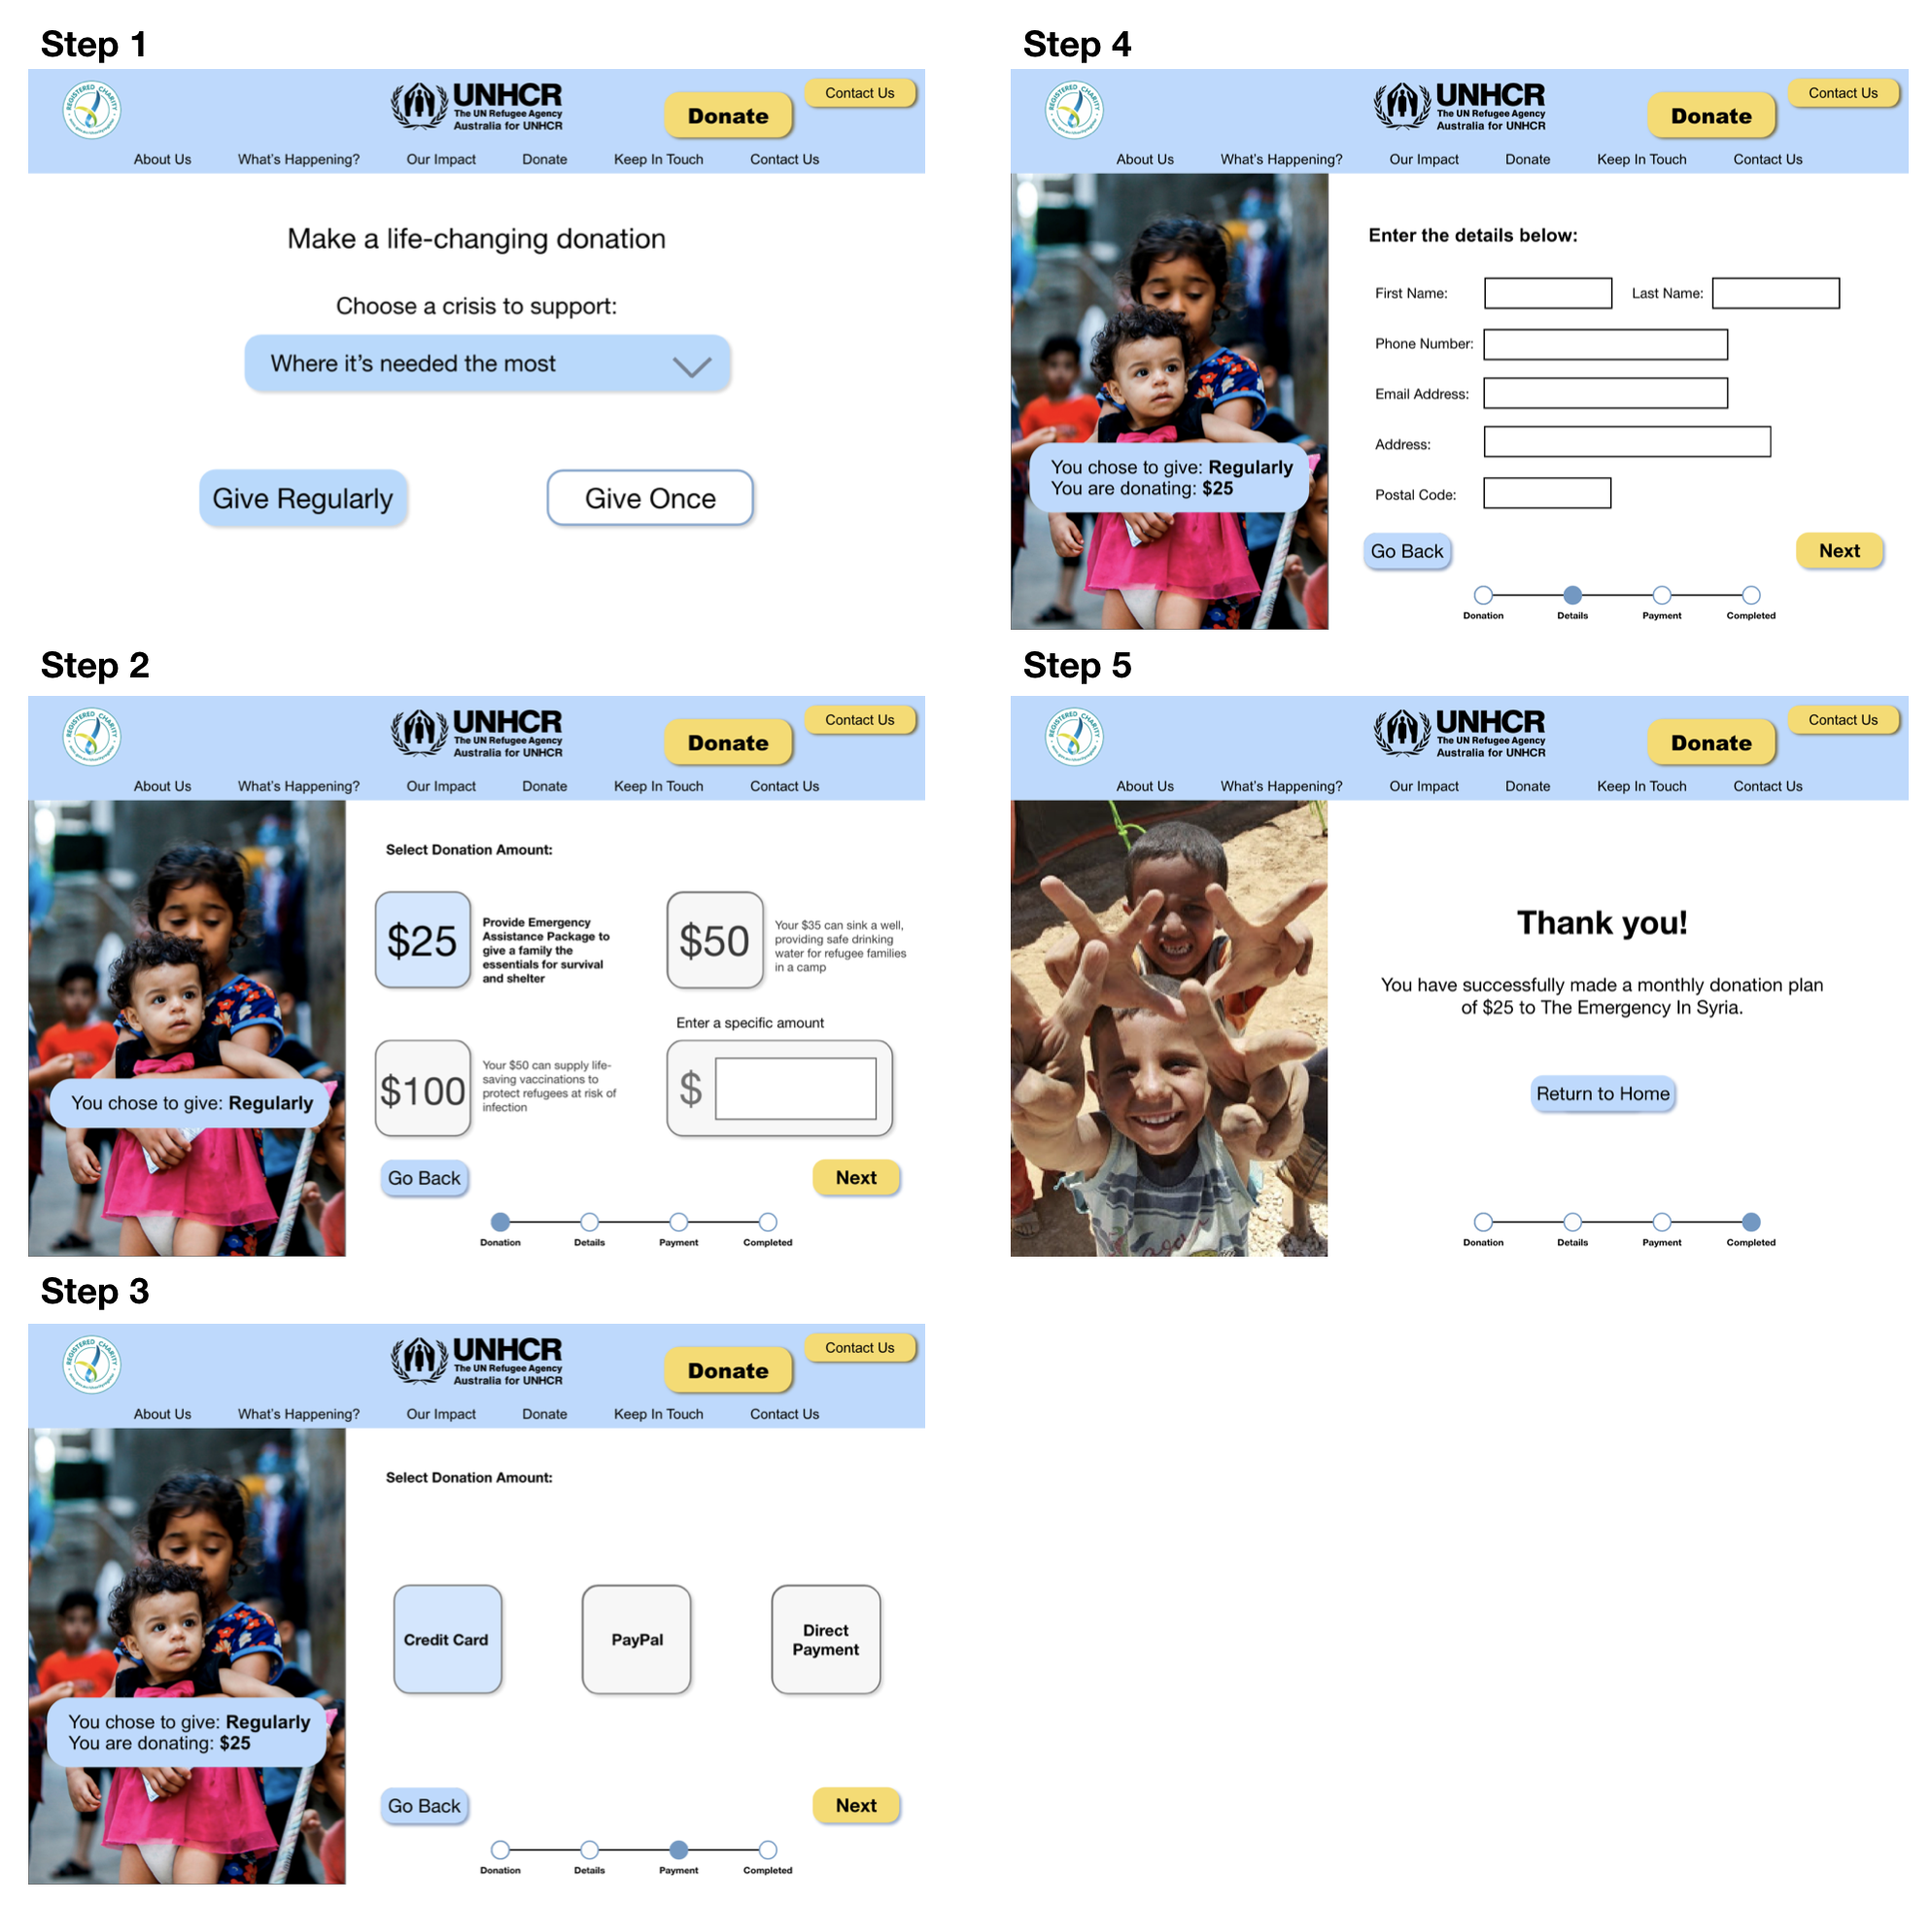 Step 1
REGISTERED CHARITY
UNHCR
The UN Refugee Agency
Australia for UNHCR
Donate
Contact Us
About Us
What's Happening?
Our Impact
Donate
Keep In Touch
Contact Us
Make a life-changing donation
Choose a crisis to support:
Where it's needed the most
Give Regularly
Give Once
Step 2
REGISTERED CHARITY
UNHCR
The UN Refugee Agency
Australia for UNHCR
Donate
Contact Us
About Us
What's Happening?
Our Impact
Donate
Keep In Touch
Contact Us
You chose to give: Regularly
Select Donation Amount:
$25
Provide Emergency
Assistance Package to
give a family the
essentials for survival
and shelter
$50
Your $35 can sink a well,
providing safe drinking
water for refugee families
in a camp
$100
Your $50 can supply life-
saving vaccinations to
protect refugees at risk of
infection
Enter a specific amount
$
Go Back
Next
Donation
Details
Payment
Completed
Step 3
REGISTERED CHARITY
UNHCR
The UN Refugee Agency
Australia for UNHCR
Donate
Contact Us
About Us
What's Happening?
Our Impact
Donate
Keep In Touch
Contact Us
You chose to give: Regularly
You are donating: $25
Select Donation Amount:
Credit Card
PayPal
Direct
Payment
Go Back
Next
Donation
Details
Payment
Completed
Step 4
REGISTERED CHARITY
UNHCR
The UN Refugee Agency
Australia for UNHCR
Donate
Contact Us
About Us
What's Happening?
Our Impact
Donate
Keep In Touch
Contact Us
You chose to give: Regularly
You are donating: $25
Enter the details below:
First Name:
Last Name:
Phone Number:
Email Address:
Address:
Postal Code:
Go Back
Next
Donation
Details
Payment
Completed
Step 5
REGISTERED CHARITY
UNHCR
The UN Refugee Agency
Australia for UNHCR
Donate
Contact Us
About Us
What's Happening?
Our Impact
Donate
Keep In Touch
Contact Us
Thank you!
You have successfully made a monthly donation plan
of $25 to The Emergency In Syria.
Return to Home
Donation
Details
Payment
Completed